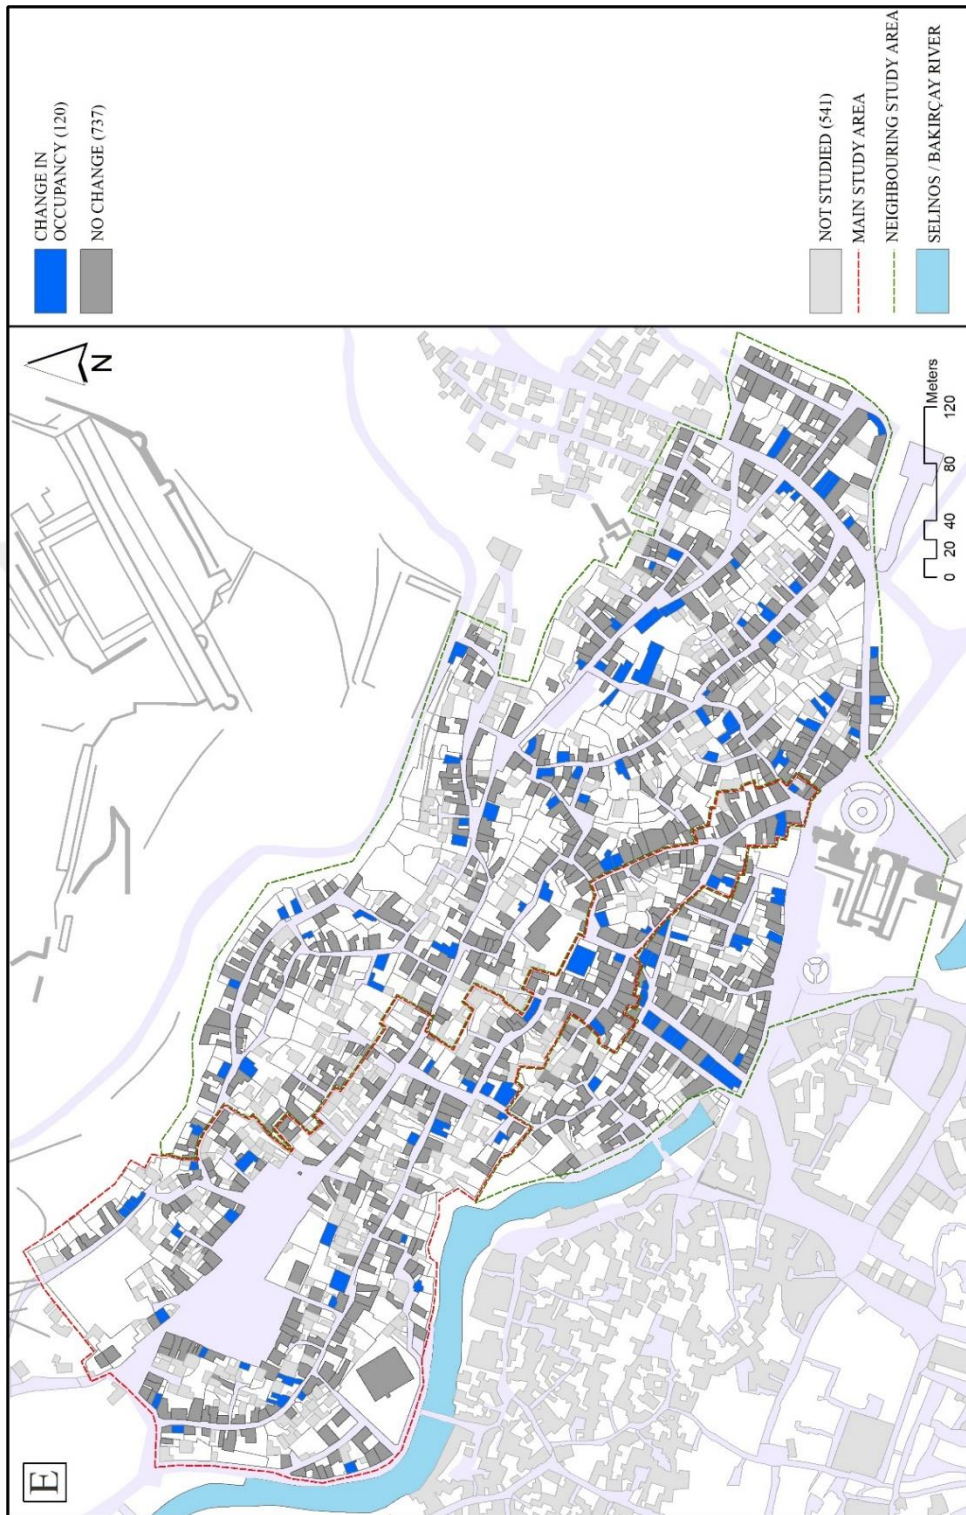 E
N
0 20 40 80 120
Meters
CHANGE IN
OCCUPANCY (120)
NO CHANGE (737)
NOT STUDIED (541)
MAIN STUDY AREA
NEIGHBOURING STUDY AREA
SELINOS / BAKIRÇAY RIVER